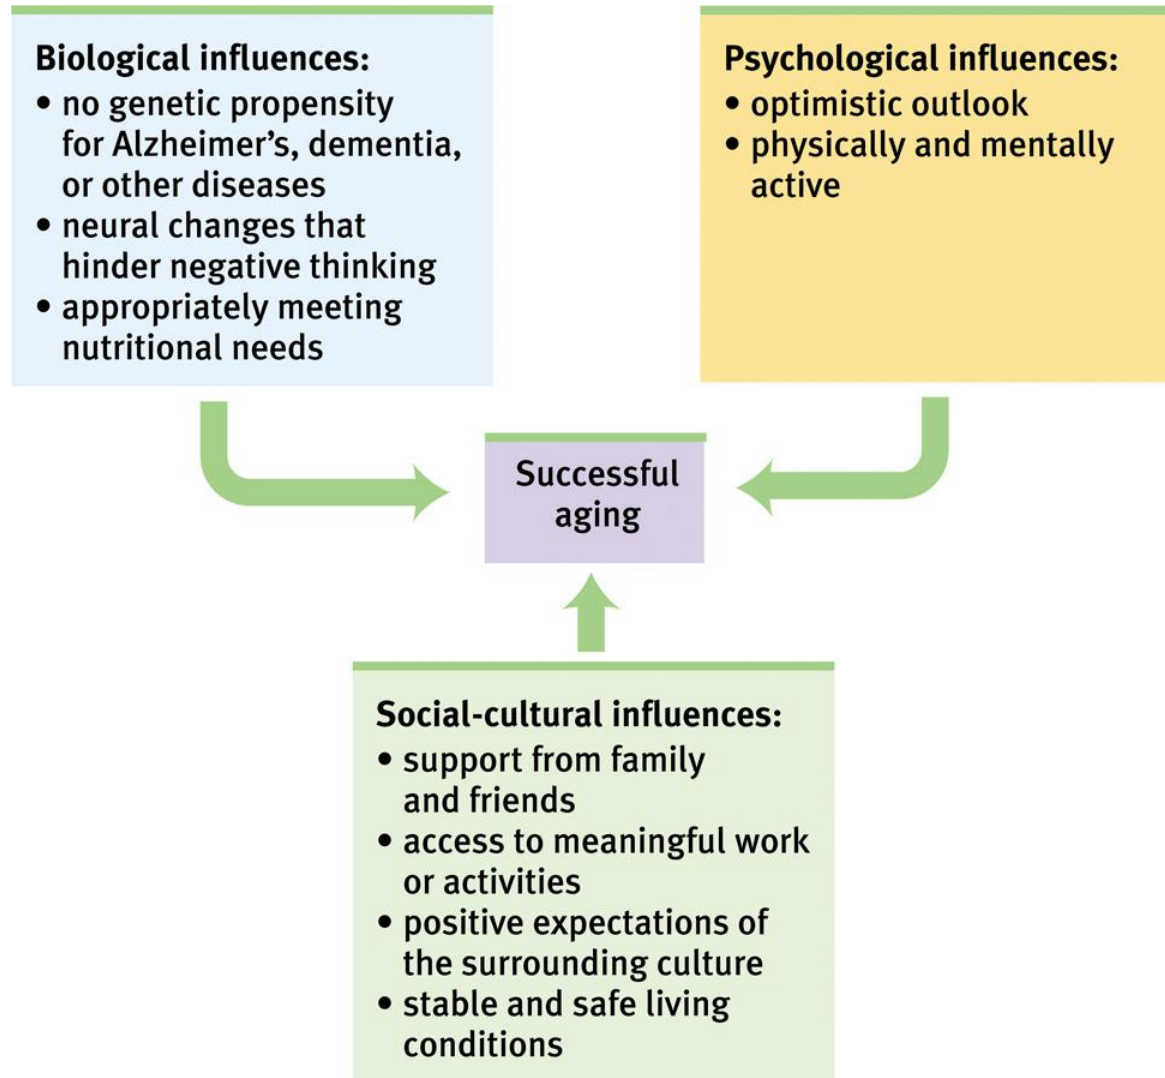 Biological influences:
• no genetic propensity
for Alzheimer’s, dementia,
or other diseases
• neural changes that
hinder negative thinking
• appropriately meeting
nutritional needs
Psychological influences:
• optimistic outlook
• physically and mentally
active
Successful
aging
Social-cultural influences:
• support from family
and friends
• access to meaningful work
or activities
• positive expectations of
the surrounding culture
• stable and safe living
conditions